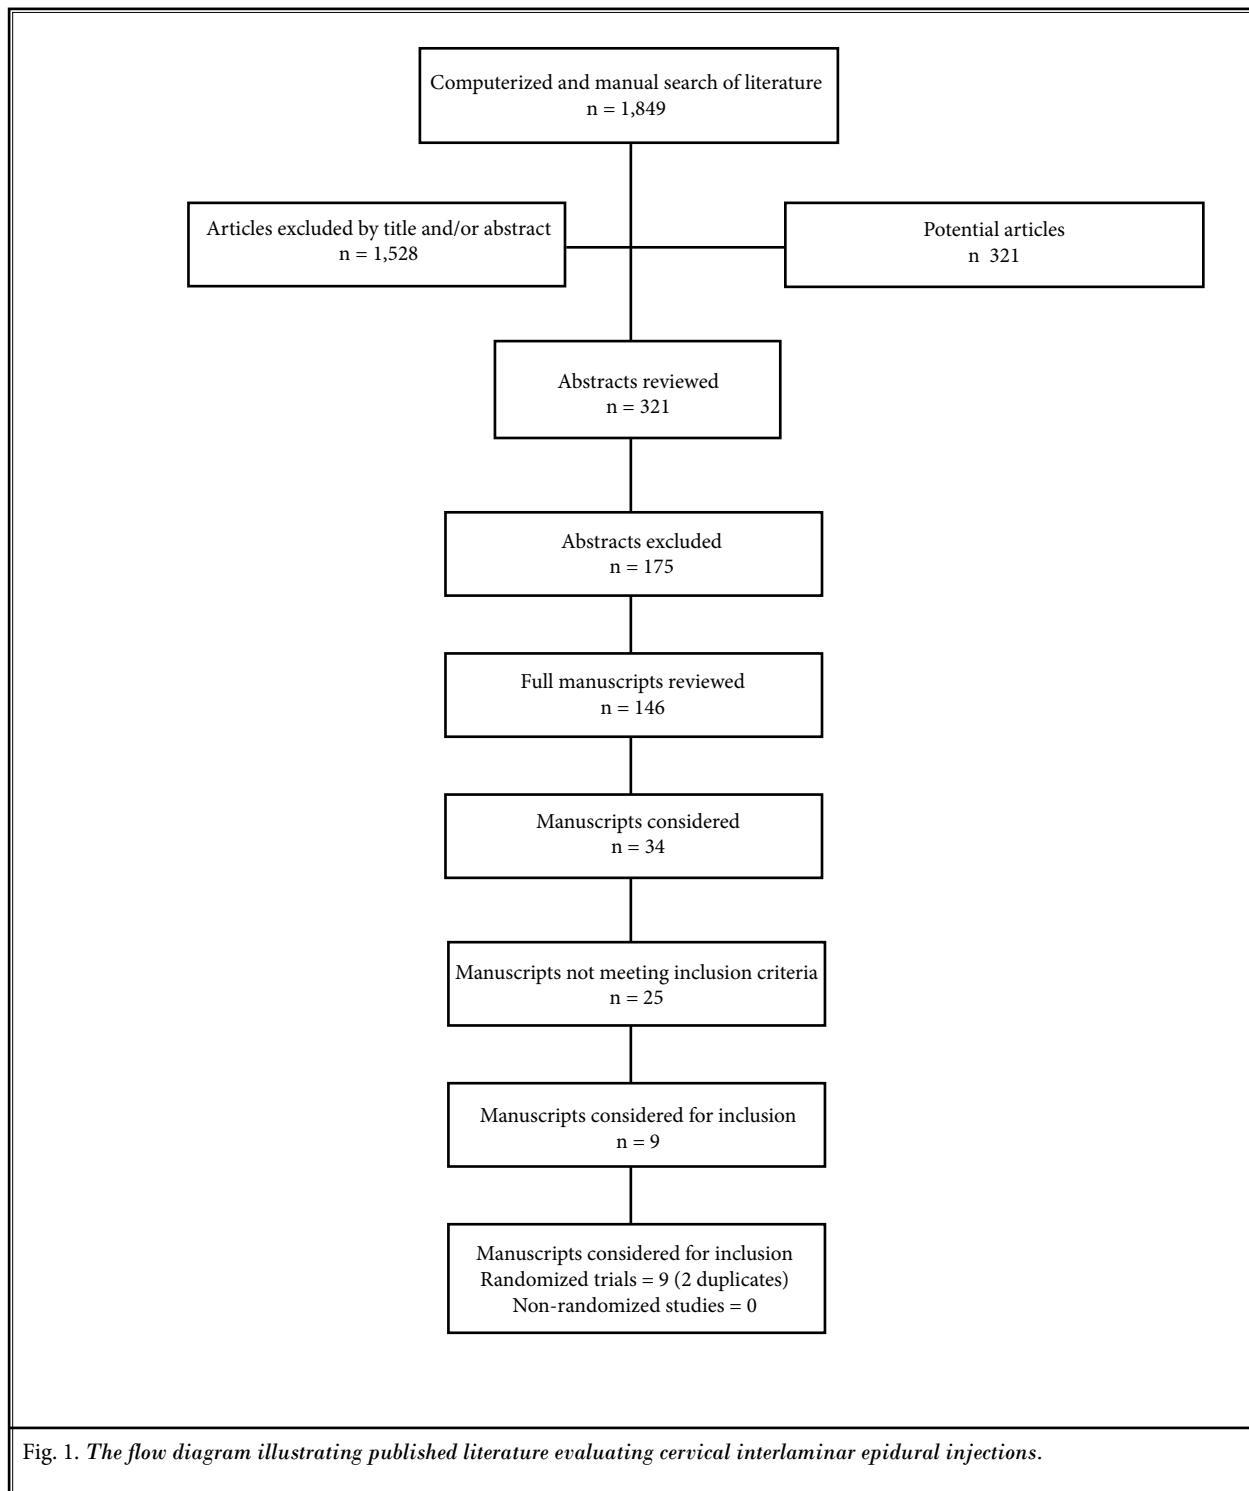 Computerized and manual search of literature
n = 1,849
Articles excluded by title and/or abstract
n = 1,528
Potential articles
n 321
Abstracts reviewed
n = 321
Abstracts excluded
n = 175
Full manuscripts reviewed
n = 146
Manuscripts considered
n = 34
Manuscripts not meeting inclusion criteria
n = 25
Manuscripts considered for inclusion
n = 9
Manuscripts considered for inclusion
Randomized trials = 9 (2 duplicates)
Non-randomized studies = 0
Fig. 1. The flow diagram illustrating published literature evaluating cervical interlaminar epidural injections.